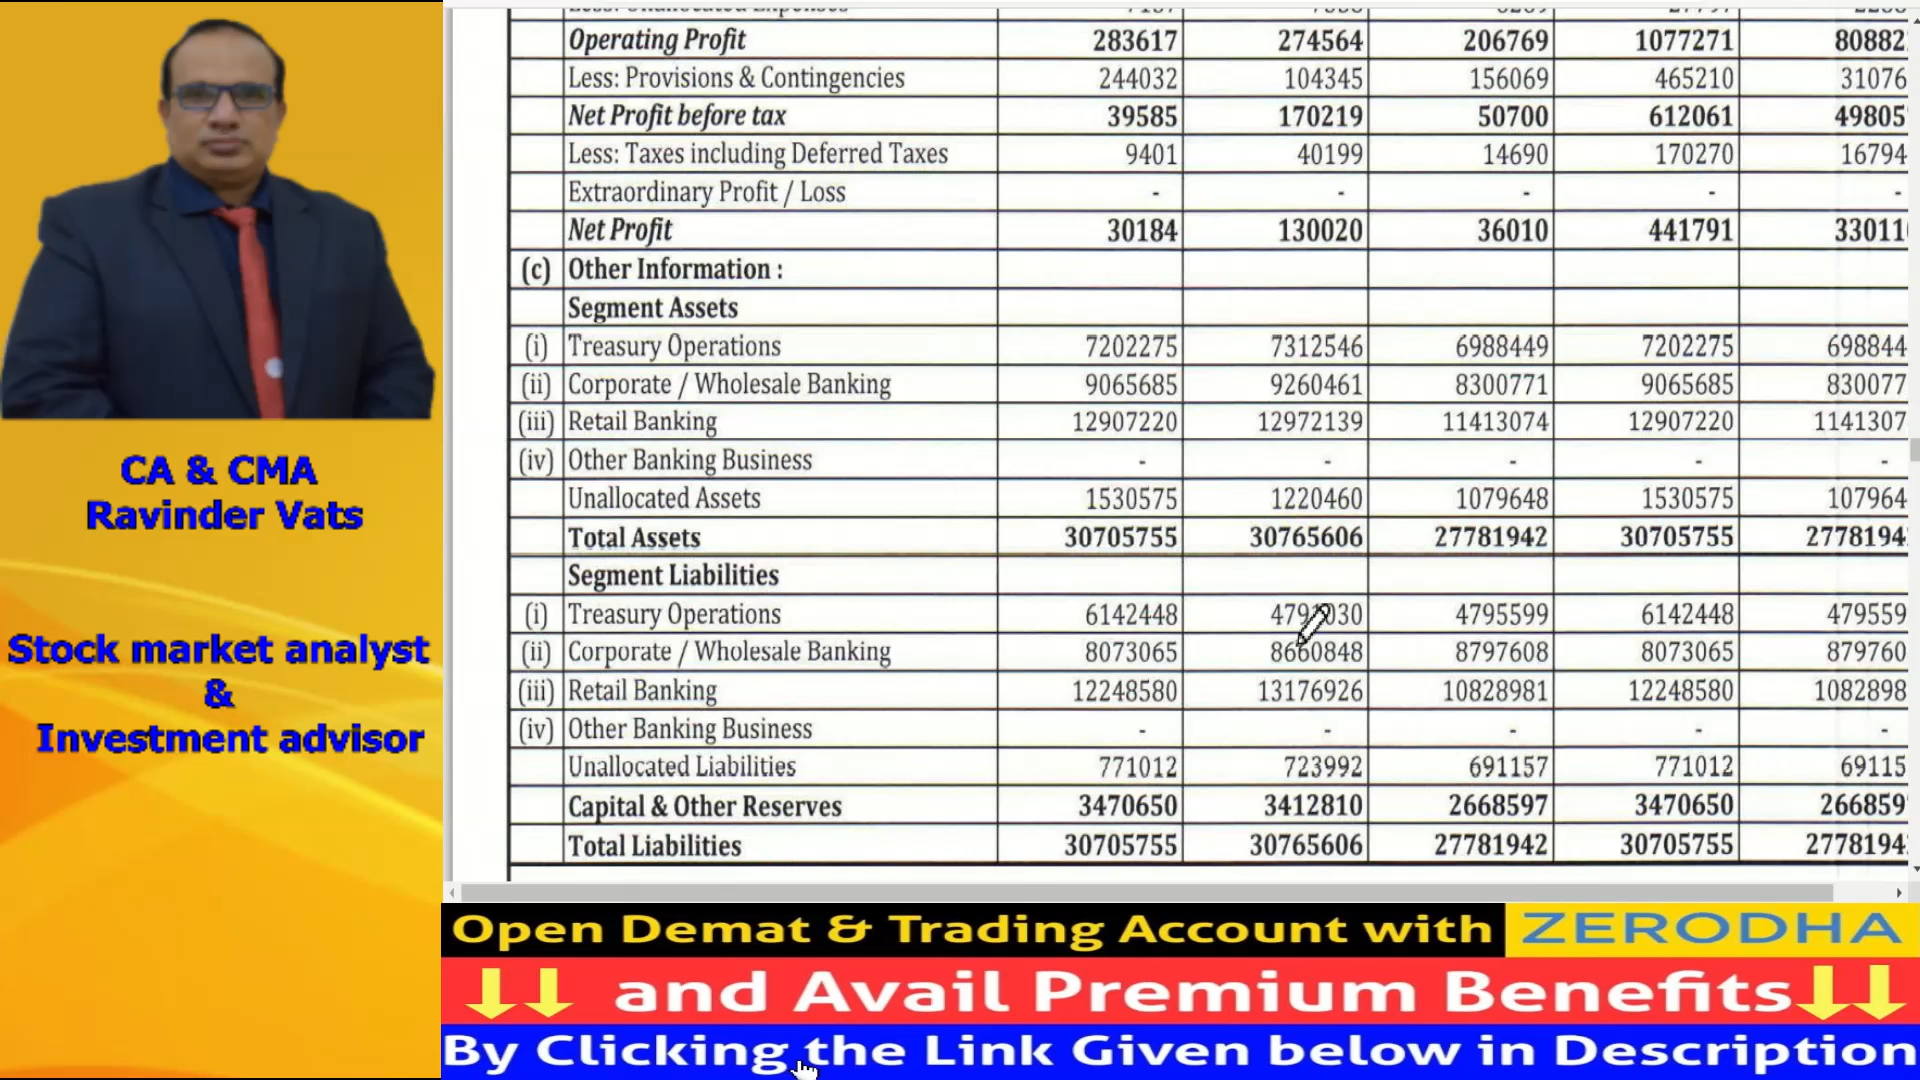 CA & CMA
Ravinder Vats
Stock market analyst
&
Investment advisor
Operating Profit 283617 274564 206769 1077271 80882
Less: Provisions & Contingencies 244032 104345 156069 465210 31076
Net Profit before tax 39585 170219 50700 612061 49805
Less: Taxes including Deferred Taxes 9401 40199 14690 170270 16794
Extraordinary Profit / Loss - - - - -
Net Profit 30184 130020 36010 441791 33011
(c) Other Information :
Segment Assets
(i) Treasury Operations 7202275 7312546 6988449 7202275 698844
(ii) Corporate / Wholesale Banking 9065685 9260461 8300771 9065685 830077
(iii) Retail Banking 12907220 12972139 11413074 12907220 1141307
(iv) Other Banking Business - - - - -
Unallocated Assets 1530575 1220460 1079648 1530575 107964
Total Assets 30705755 30765606 27781942 30705755 2778194
Segment Liabilities
(i) Treasury Operations 6142448 4795599 6142448 479559
(ii) Corporate / Wholesale Banking 8073065 8660848 8797608 8073065 879760
(iii) Retail Banking 12248580 13176926 10828981 12248580 1082898
(iv) Other Banking Business - - - - -
Unallocated Liabilities 771012 723992 691157 771012 69115
Capital & Other Reserves 3470650 3412810 2668597 3470650 266859
Total Liabilities 30705755 30765606 27781942 30705755 2778194
Open Demat & Trading Account with ZERODHA
and Avail Premium Benefits
By Clicking the Link Given below in Description